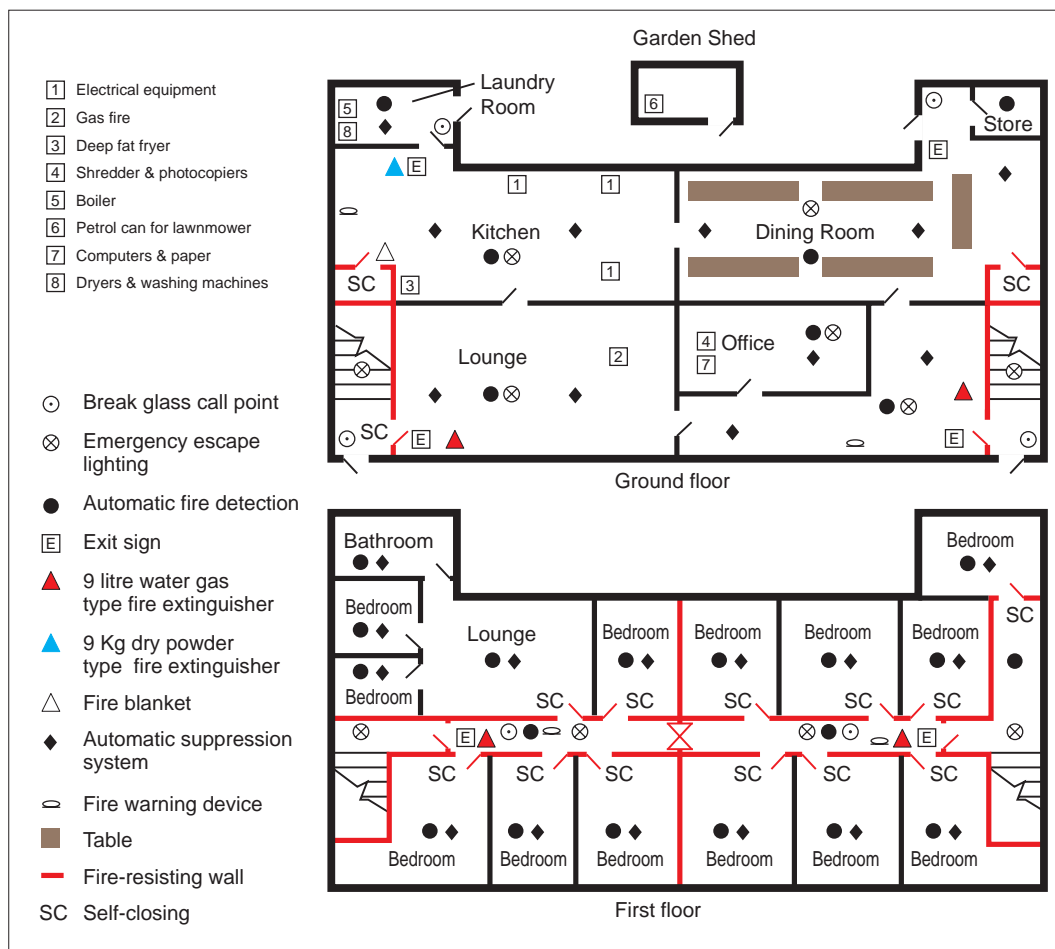 Garden Shed
1 Electrical equipment
2 Gas fire
3 Deep fat fryer
4 Shredder & photocopiers
5 Boiler
6 Petrol can for lawnmower
7 Computers & paper
8 Dryers & washing machines
Break glass call point
Emergency escape
lighting
Automatic fire detection
E Exit sign
9 litre water gas
type fire extinguisher
9 Kg dry powder
type fire extinguisher
Fire blanket
Automatic suppression
system
Fire warning device
Table
Fire-resisting wall
SC Self-closing
Laundry
Room
5
8
6
Store
E
E
1
1
Kitchen
Dining Room
1
SC
3
SC
Lounge
2
4 Office
7
SC
E
E
Ground floor
Bathroom
Bedroom
Bedroom
Bedroom
Lounge
Bedroom
Bedroom
Bedroom
Bedroom
SC
SC
SC
SC
SC
SC
E
E
SC
SC
SC
SC
SC
SC
Bedroom
Bedroom
Bedroom
Bedroom
Bedroom
Bedroom
First floor